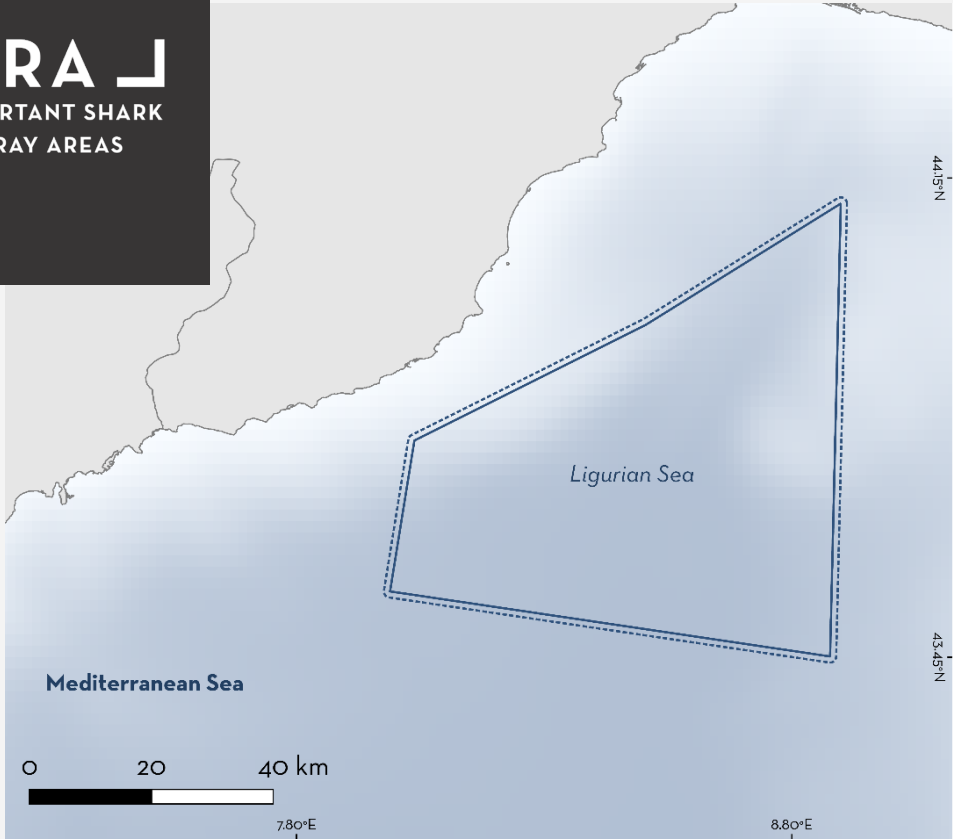 RA
RTANT SHARK
RAY AREAS
44.15°N
Ligurian Sea
43.45°N
Mediterranean Sea
0 20 40 km
7.80°E 8.80°E